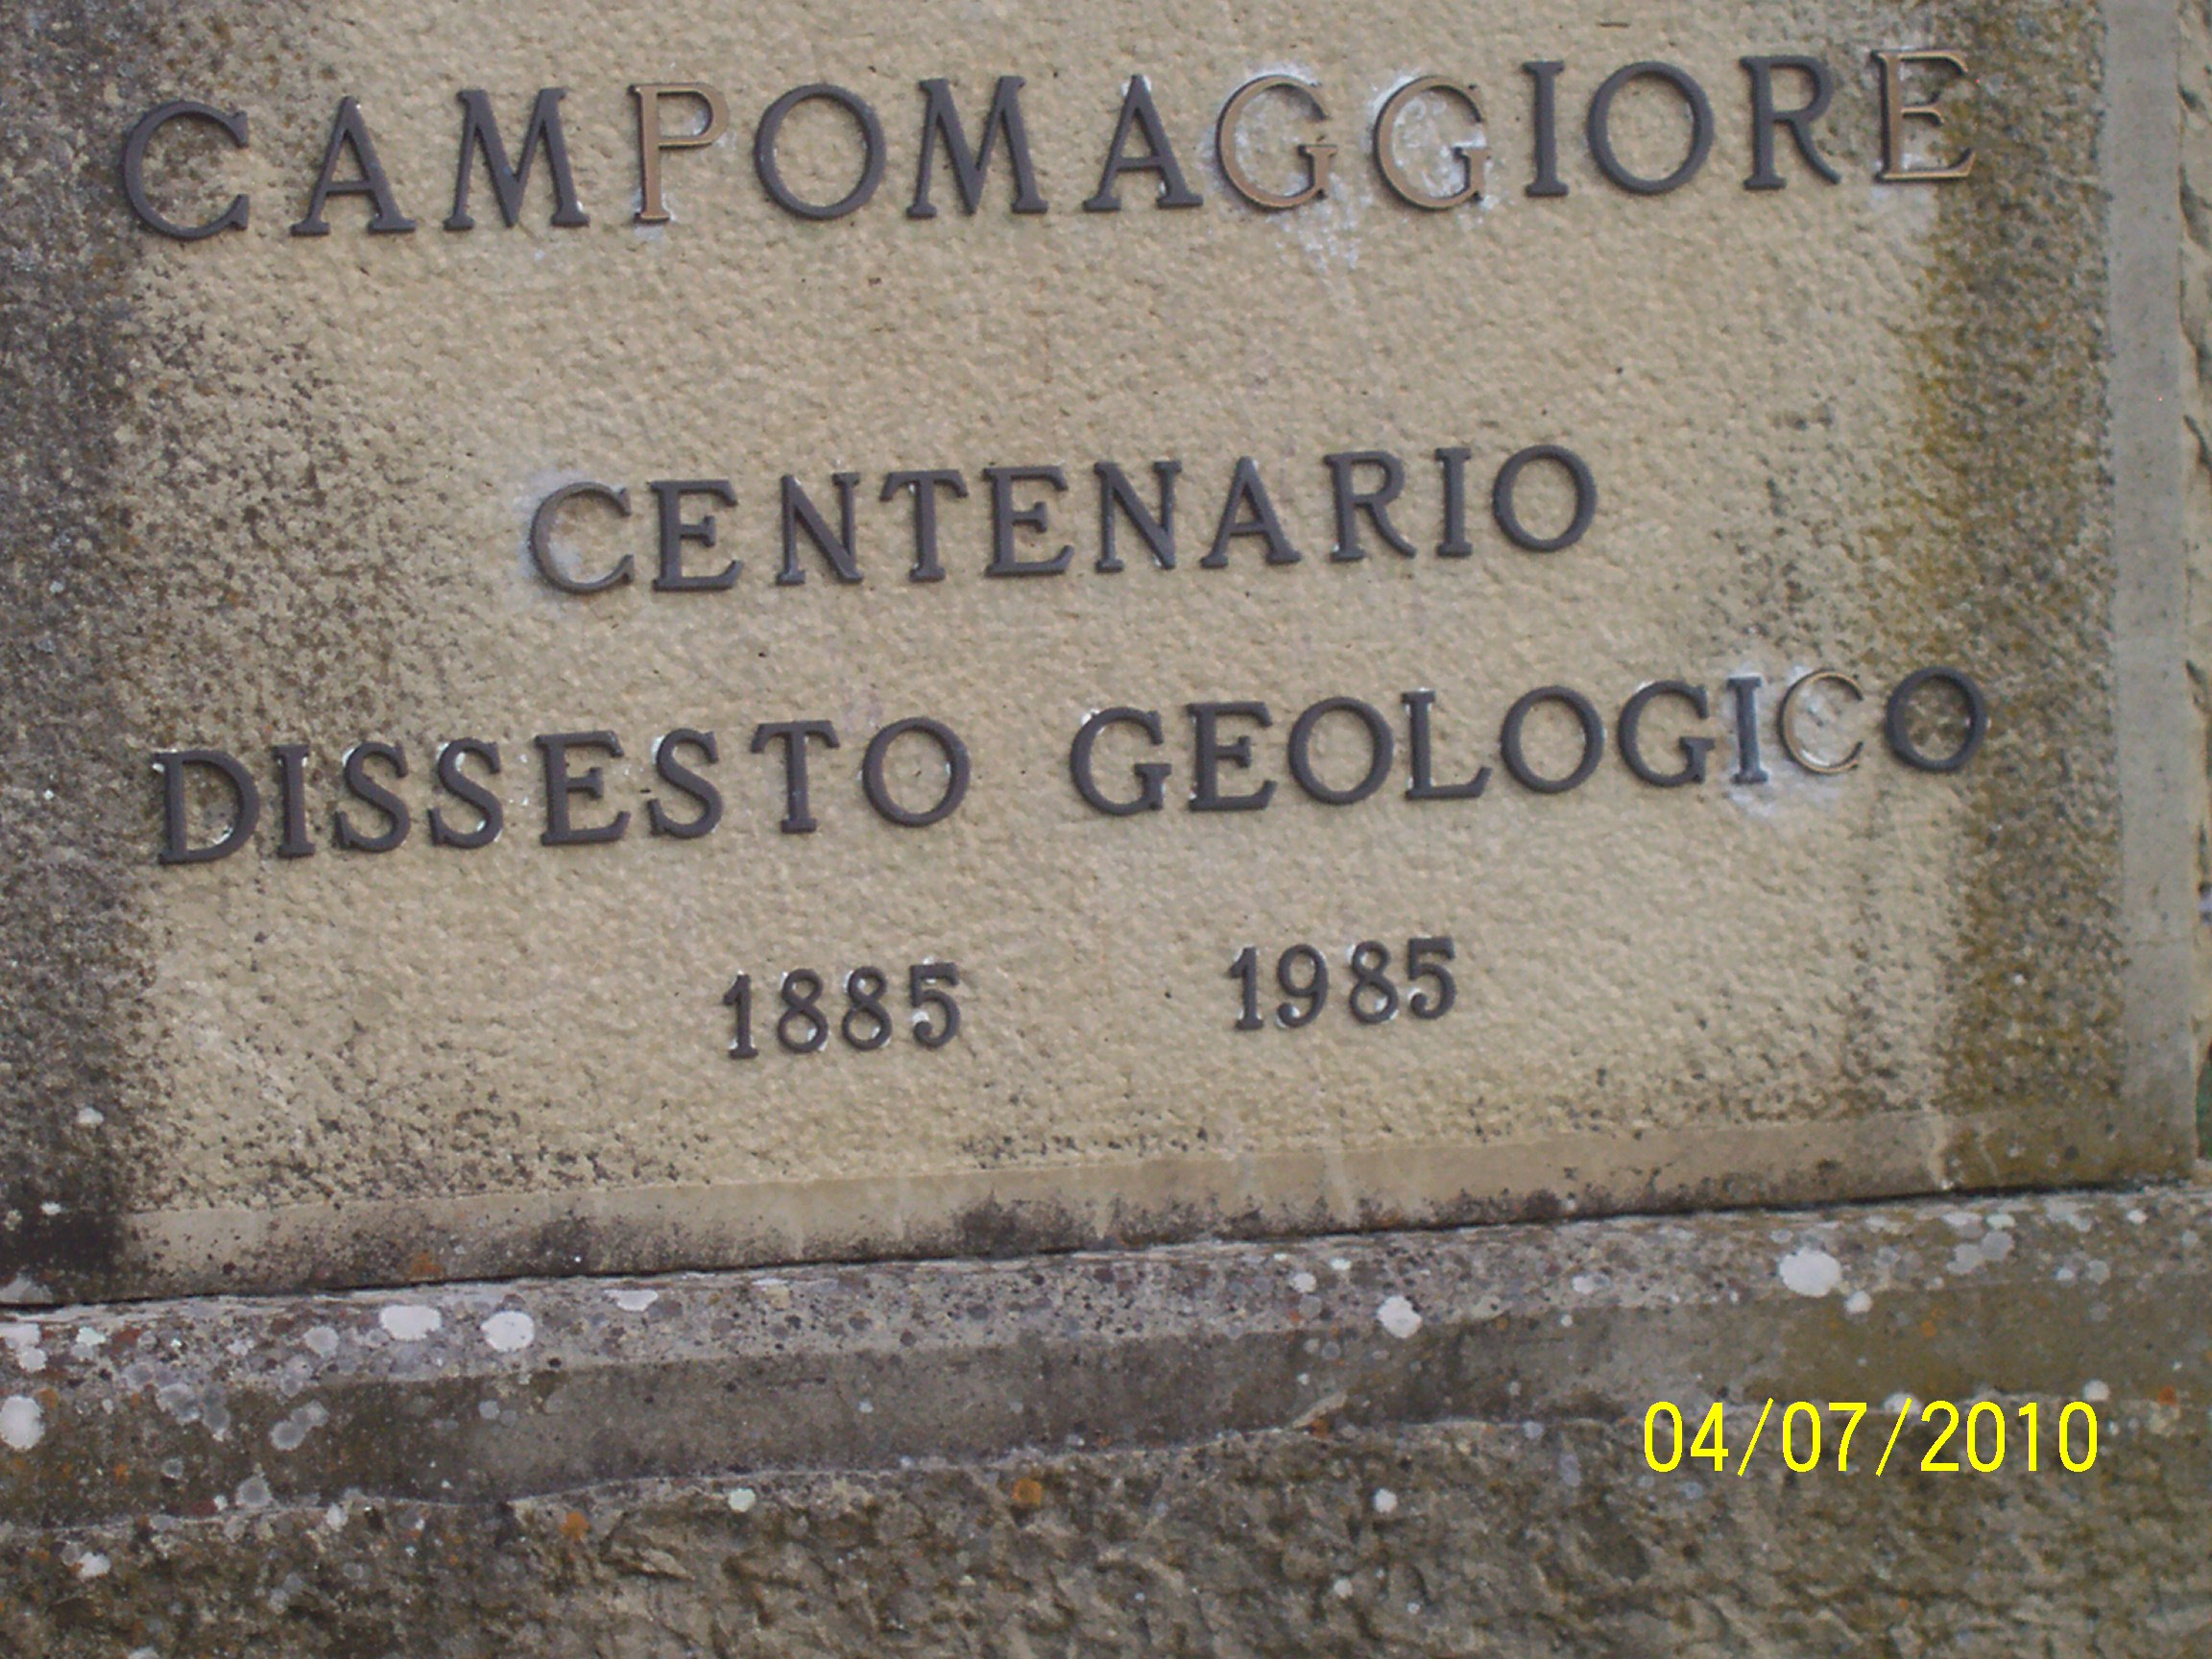 CAMPOMAGGIORE
CENTENARIO
DISSESTO GEOLOGICO
1885 1985
04/07/2010